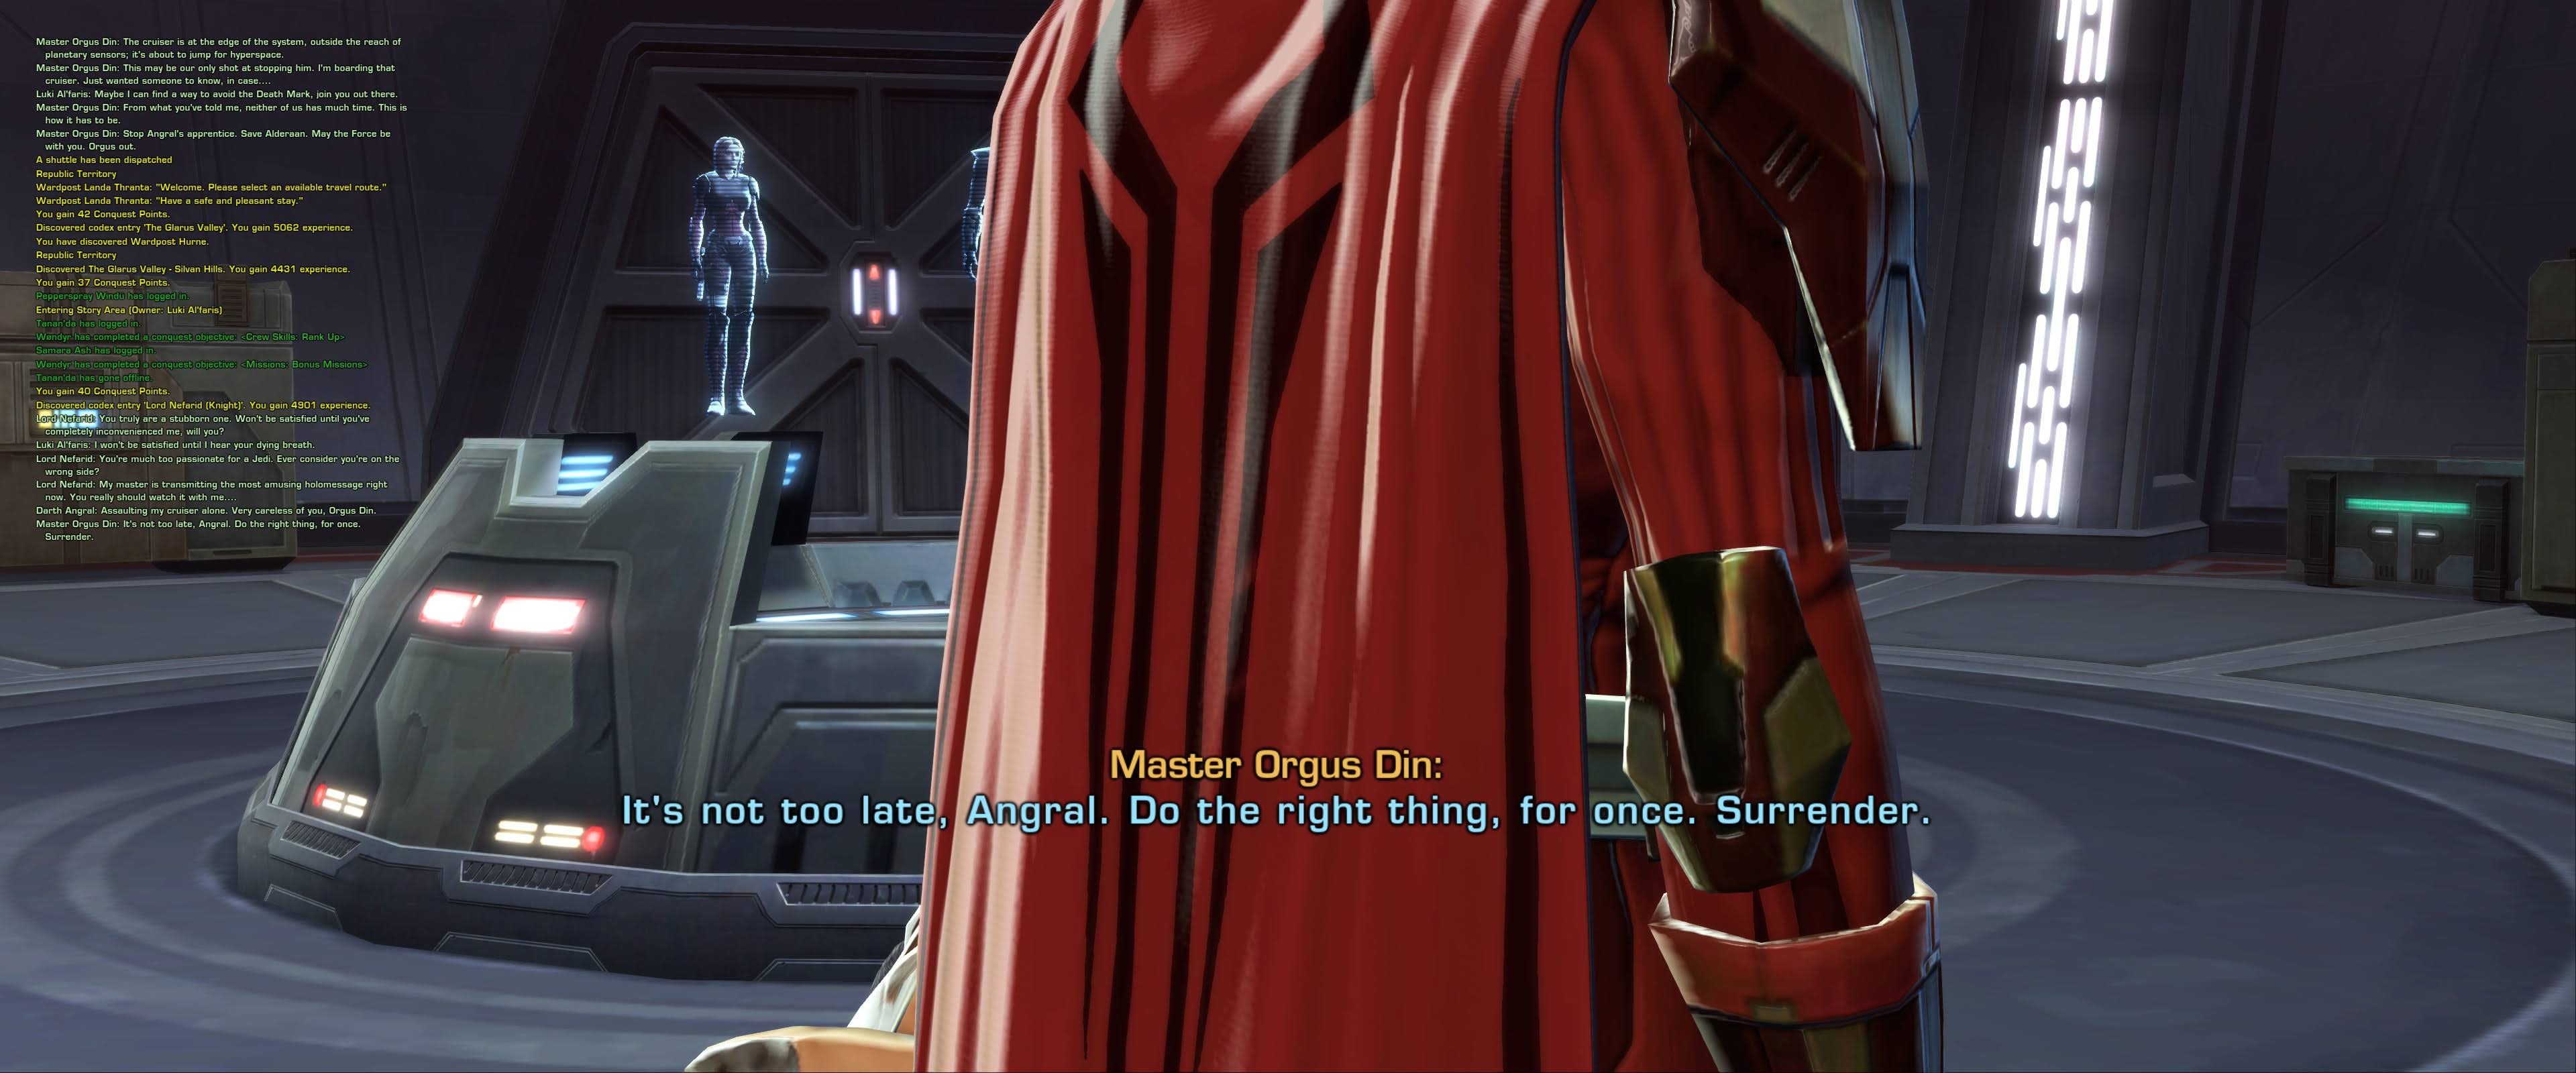 Master Orgus Din: The cruiser is at the edge of the system, outside the reach of
planetary sensors; it's about to jump for hyperspace.
Master Orgus Din: This may be our only shot at stopping him. I'm boarding that
cruiser. Just wanted someone to know, in case....
Luki Al'faris: Maybe I can find a way to avoid the Death Mark, join you out there.
Master Orgus Din: From what you've told me, neither of us has much time. This is
how it has to be.
Master Orgus Din: Stop Angral's apprentice. Save Alderaan. May the Force be
with you. Orgus out.
A shuttle has been dispatched
Republic Territory
Wardpost Landa Thranta: "Welcome. Please select an available travel route."
Wardpost Landa Thranta: "Have a safe and pleasant stay."
You gain 42 Conquest Points.
Discovered codex entry 'The Glarus Valley'. You gain 5062 experience.
You have discovered Wardpost Hurne.
Republic Territory
Discovered The Glarus Valley - Silvan Hills. You gain 4431 experience.
You gain 37 Conquest Points.
Pepperspray Windu has logged in.
Entering Story Area (Owner: Luki Al'faris)
Tanan'da has logged in.
Wøndyr has completed a conquest objective: <Crew Skills: Rank Up>
Samara Ash has logged in.
Wøndyr has completed a conquest objective: <Missions: Bonus Missions>
Tanan'da has gone offline.
You gain 40 Conquest Points.
Discovered codex entry 'Lord Nefarid (Knight)'. You gain 4901 experience.
Lord Nefarid: You truly are a stubborn one. Won't be satisfied until you've
completely inconvenienced me, will you?
Luki Al'faris: I won't be satisfied until I hear your dying breath.
Lord Nefarid: You're much too passionate for a Jedi. Ever consider you're on the
wrong side?
Lord Nefarid: My master is transmitting the most amusing holomessage right
now. You really should watch it with me....
Darth Angral: Assaulting my cruiser alone. Very careless of you, Orgus Din.
Master Orgus Din: It's not too late, Angral. Do the right thing, for once.
Surrender.
Master Orgus Din:
It's not too late, Angral. Do the right thing, for once. Surrender.